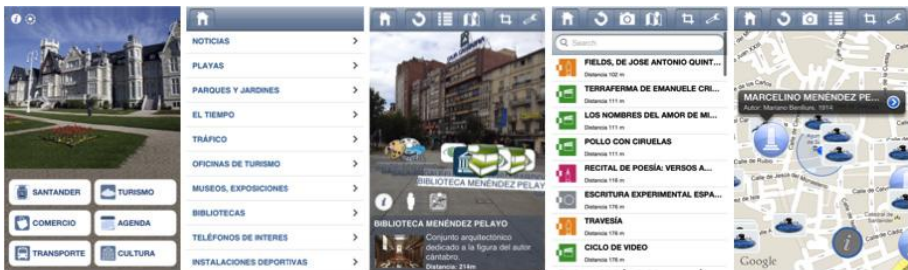 SANTANDER
TURISMO
COMERCIO
AGENDA
TRANSPORTE
CULTURA
NOTICIAS
PLAYAS
PARQUES Y JARDINES
EL TIEMPO
TRÁFICO
OFICINAS DE TURISMO
MUSEOS, EXPOSICIONES
BIBLIOTECAS
TELÉFONOS DE INTERES
INSTALACIONES DEPORTIVAS
BIBLIOTECA MENÉNDEZ PELAY
BIBLIOTECA MENÉNDEZ PELAYO
Conjunto arquitectónico
dedicado a la figura del autor
cántabro.
Distancia: 214m
Search
FIELDS, DE JOSE ANTONIO QUINT...
Distancia 102 m
TERRAFERMA DE EMANUELE CRI...
Distancia 111 m
LOS NOMBRES DEL AMOR DE MI...
Distancia 111 m
POLLO CON CIRUELAS
Distancia 111 m
RECITAL DE POESÍA: VERSOS A...
Distancia 116 m
ESCRITURA EXPERIMENTAL ESPA...
Distancia 176 m
TRAVESÍA
Distancia 176 m
CICLO DE VIDEO
Distancia 176 m
MARCELINO MENÉNDEZ PE...
Autor: Mariano Benlliure. 1914
Calle de Rubio
Google